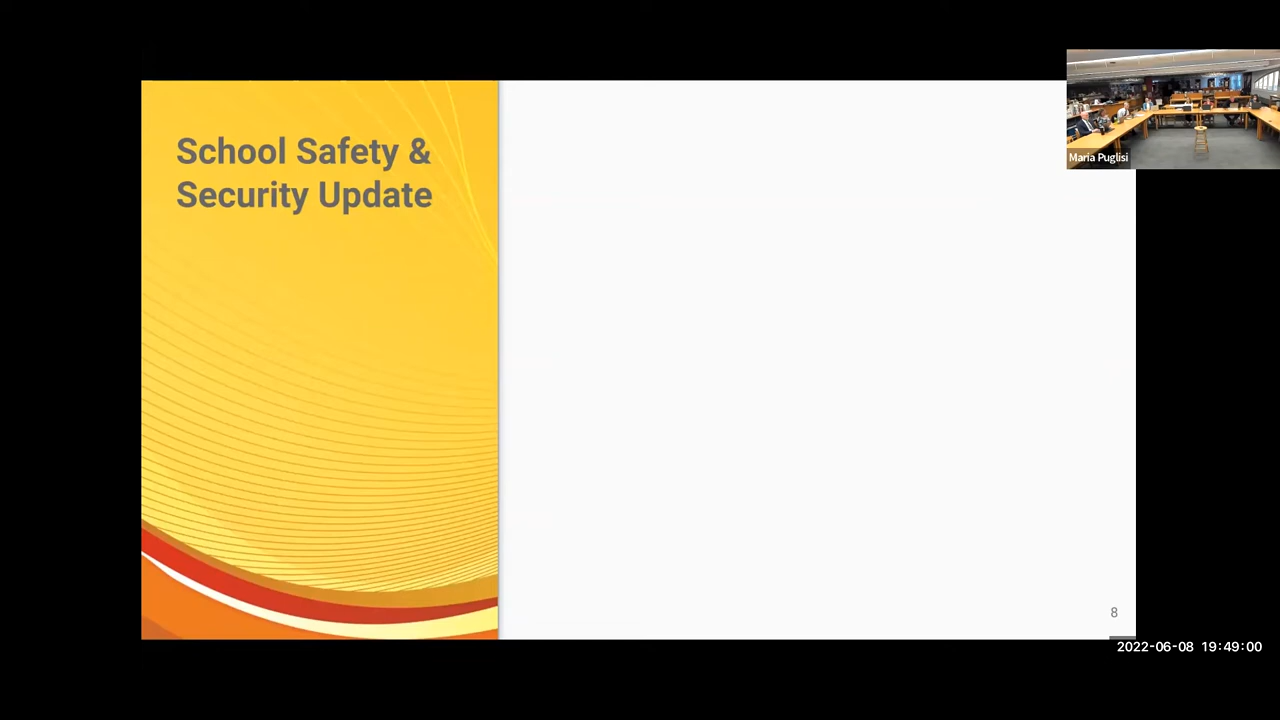 School Safety &
Security Update
Maria Puglisi
8
2022-06-08 19:49:00